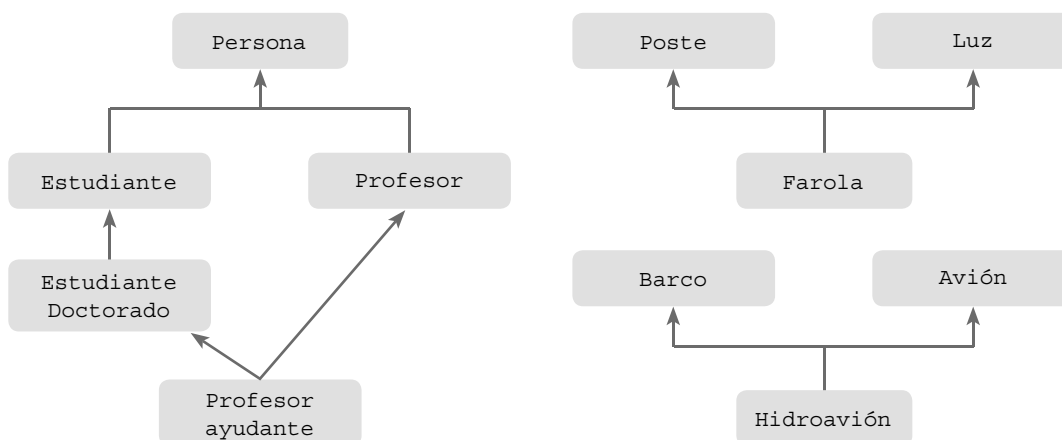 Persona
Estudiante
Profesor
Estudiante
Doctorado
Profesor
ayudante
Poste
Luz
Farola
Barco
Avión
Hidroavión